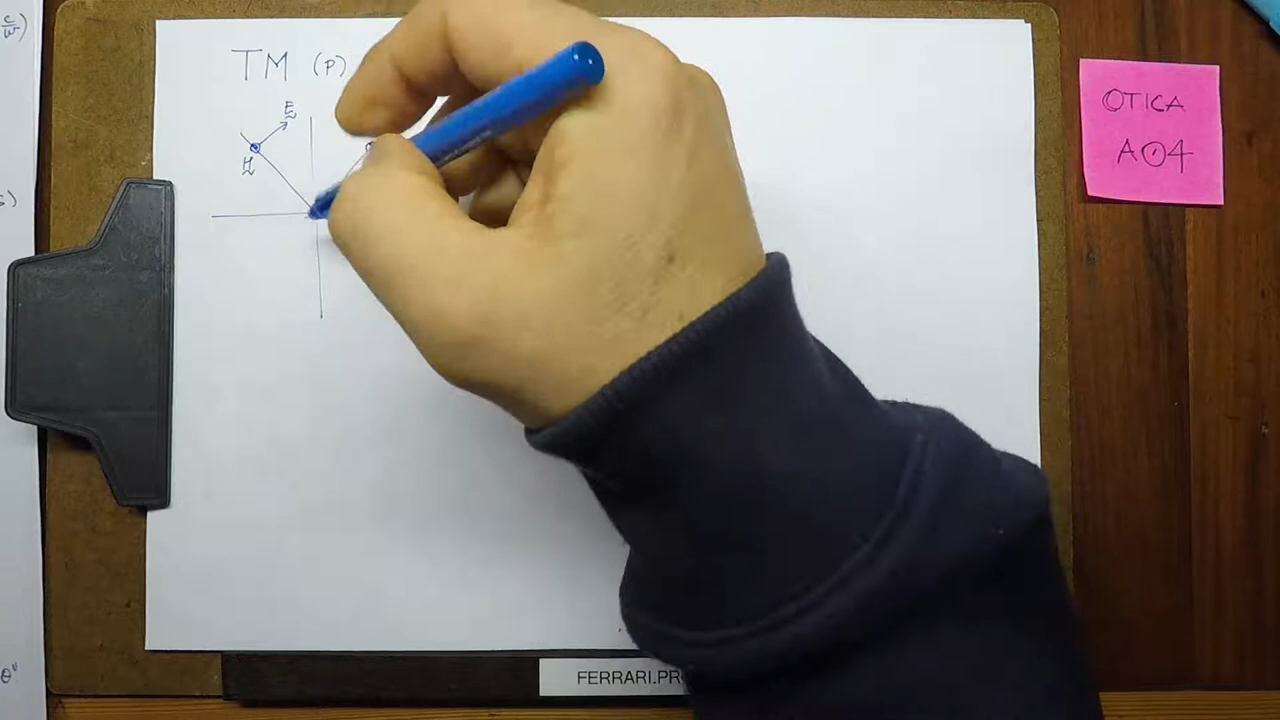 TM (P)
E
H
OTICA
A04
FERRARI.PR
c/w)
s)
θ"